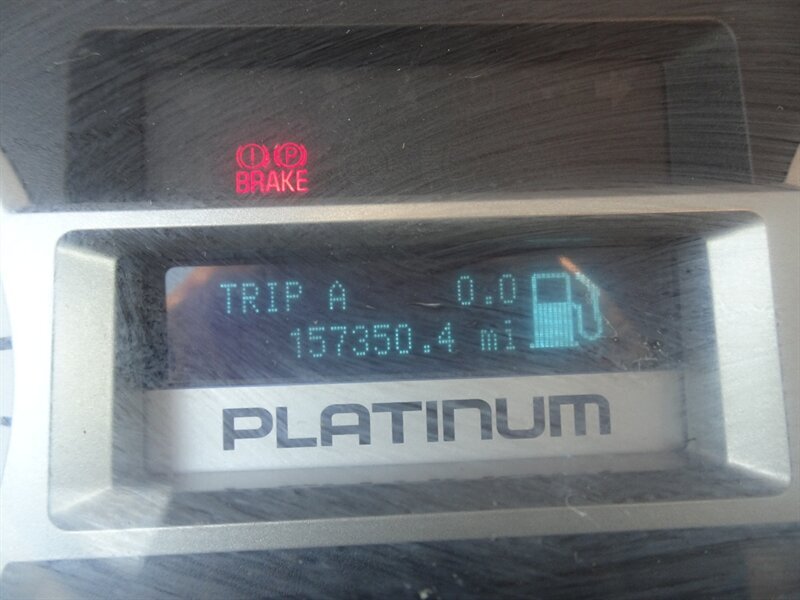 (!) (P)
BRAKE
TRIP A 0.0
157350.4 mi
PLATINUM